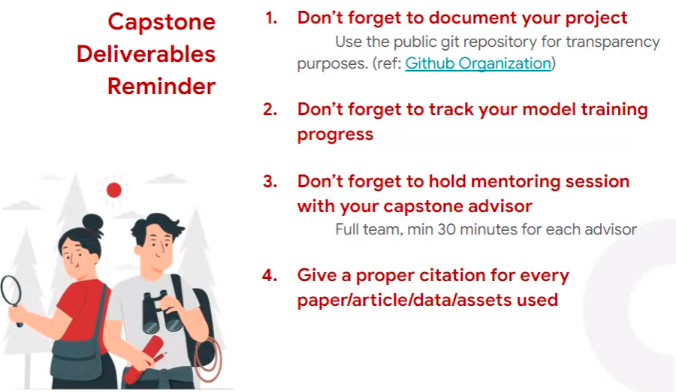 Capstone
Deliverables
Reminder
1. Don't forget to document your project
Use the public git repository for transparency
purposes. (ref: Github Organization)
2. Don't forget to track your model training
progress
3. Don't forget to hold mentoring session
with your capstone advisor
Full team, min 30 minutes for each advisor
4. Give a proper citation for every
paper/article/data/assets used